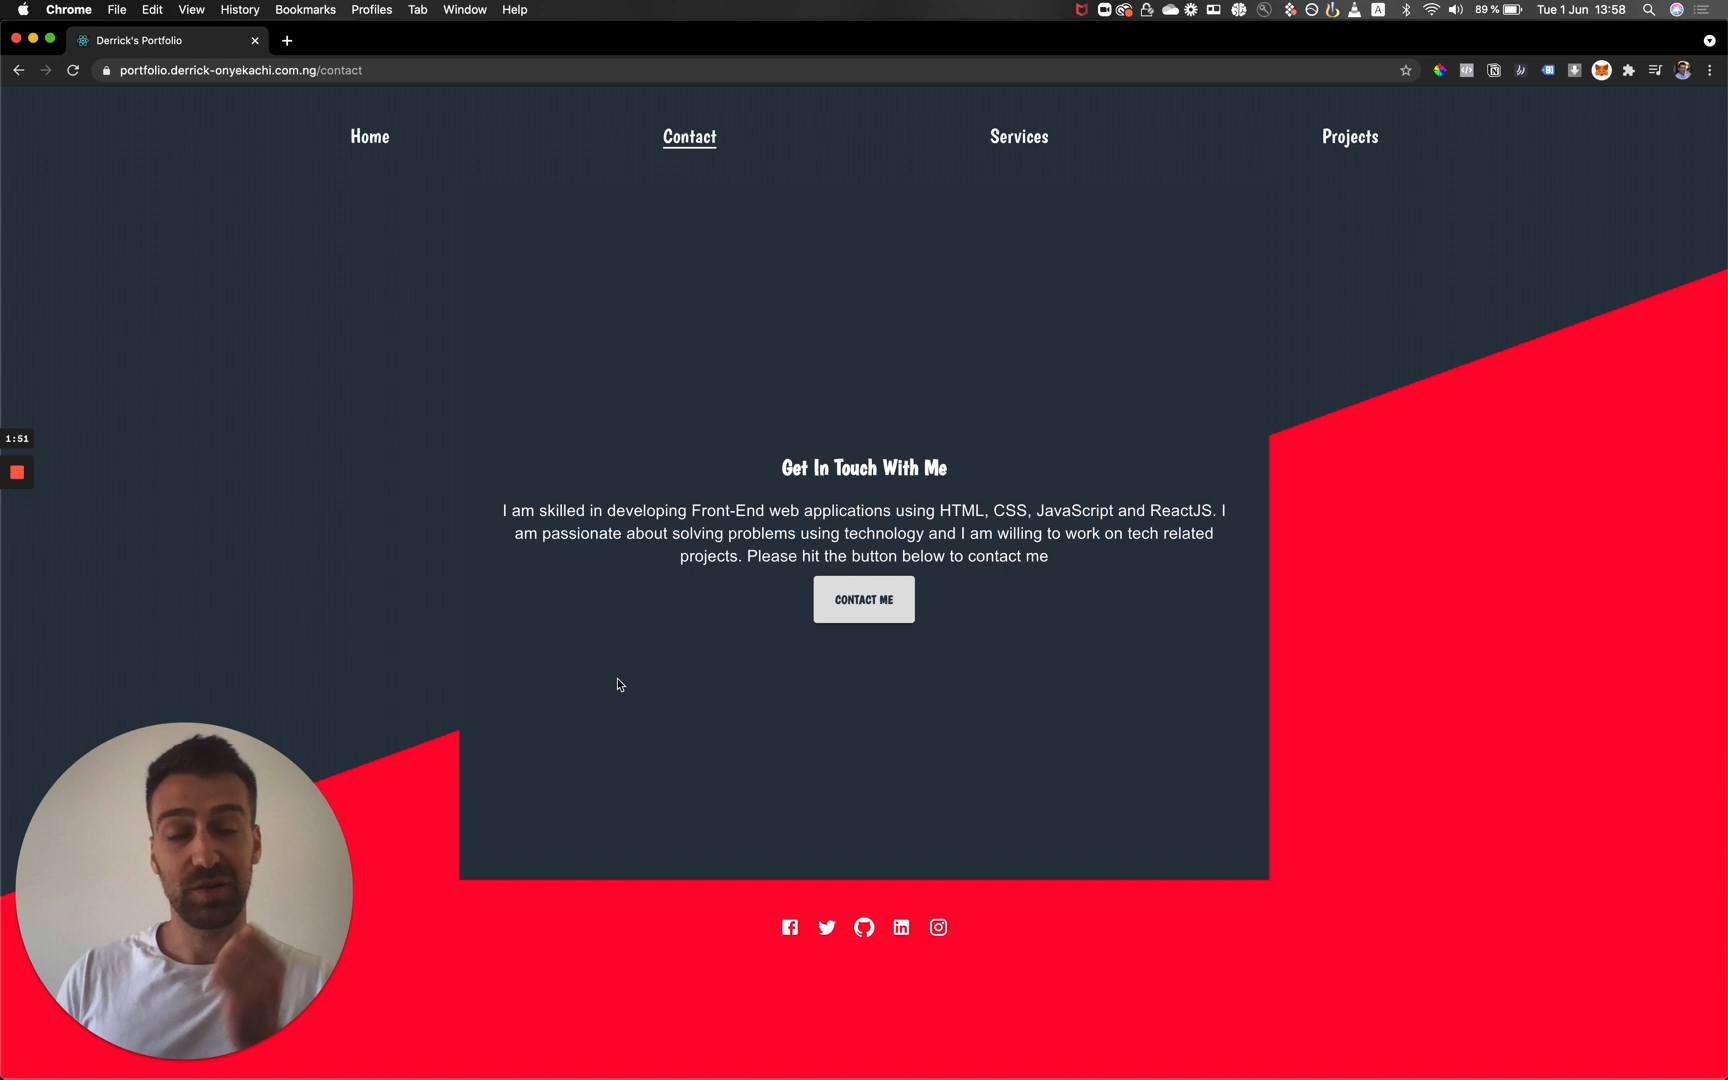 Chrome File Edit View History Bookmarks Profiles Tab Window Help
89 % Tue 1 Jun 13:58
Derrick's Portfolio
portfolio.derrick-onyekachi.com.ng/contact
Home Contact Services Projects
1:51
Get In Touch With Me
I am skilled in developing Front-End web applications using HTML, CSS, JavaScript and ReactJS. I
am passionate about solving problems using technology and I am willing to work on tech related
projects. Please hit the button below to contact me
CONTACT ME